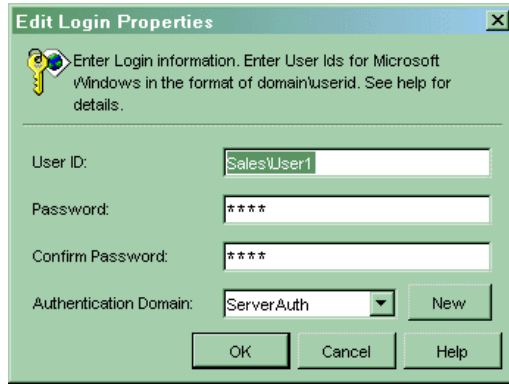 Edit Login Properties
Enter Login information. Enter User Ids for Microsoft
Windows in the format of domain\userid. See help for
details.
User ID: Sales\User1
Password: ****
Confirm Password: ****
Authentication Domain: ServerAuth New
OK Cancel Help